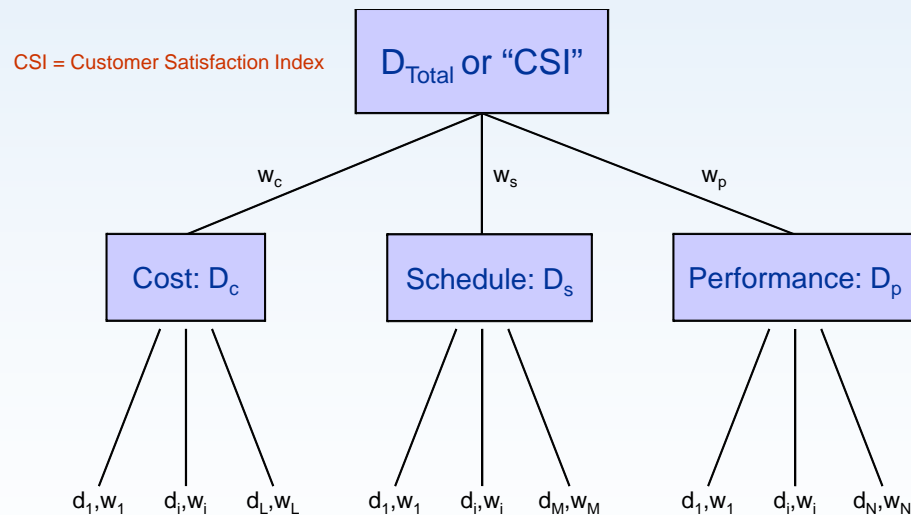 CSI = Customer Satisfaction Index
D_Total or “CSI”
w_c
w_s
w_p
Cost: D_c
Schedule: D_s
Performance: D_p
d_1,w_1
d_i,w_i
d_L,w_L
d_1,w_1
d_i,w_i
d_M,w_M
d_1,w_1
d_i,w_i
d_N,w_N